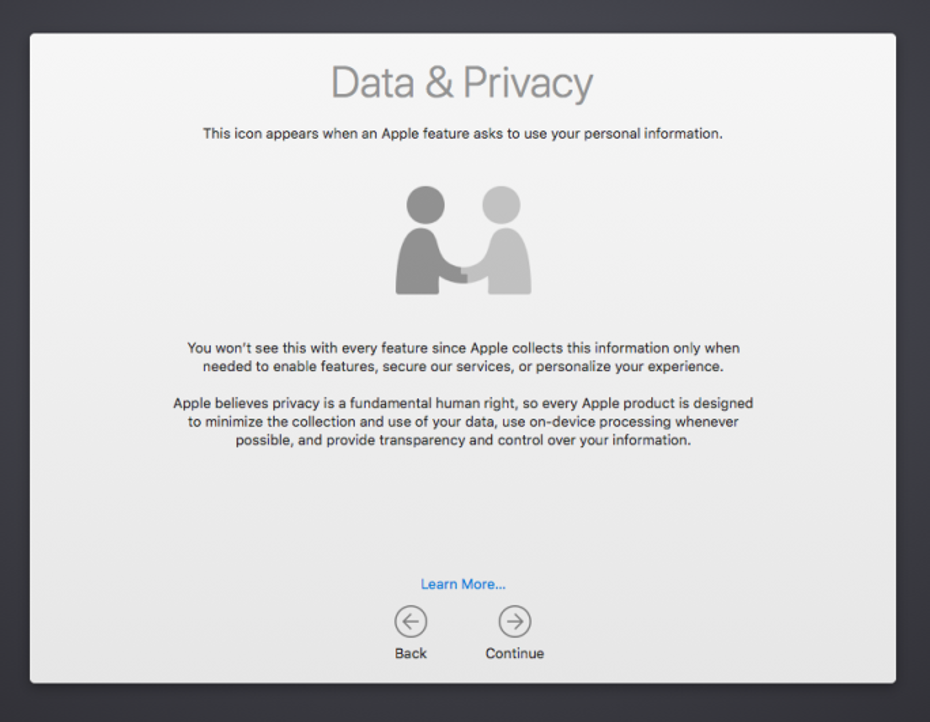 Data & Privacy
This icon appears when an Apple feature asks to use your personal information.
You won't see this with every feature since Apple collects this information only when
needed to enable features, secure our services, or personalize your experience.
Apple believes privacy is a fundamental human right, so every Apple product is designed
to minimize the collection and use of your data, use on-device processing whenever
possible, and provide transparency and control over your information.
Learn More...
Back
Continue